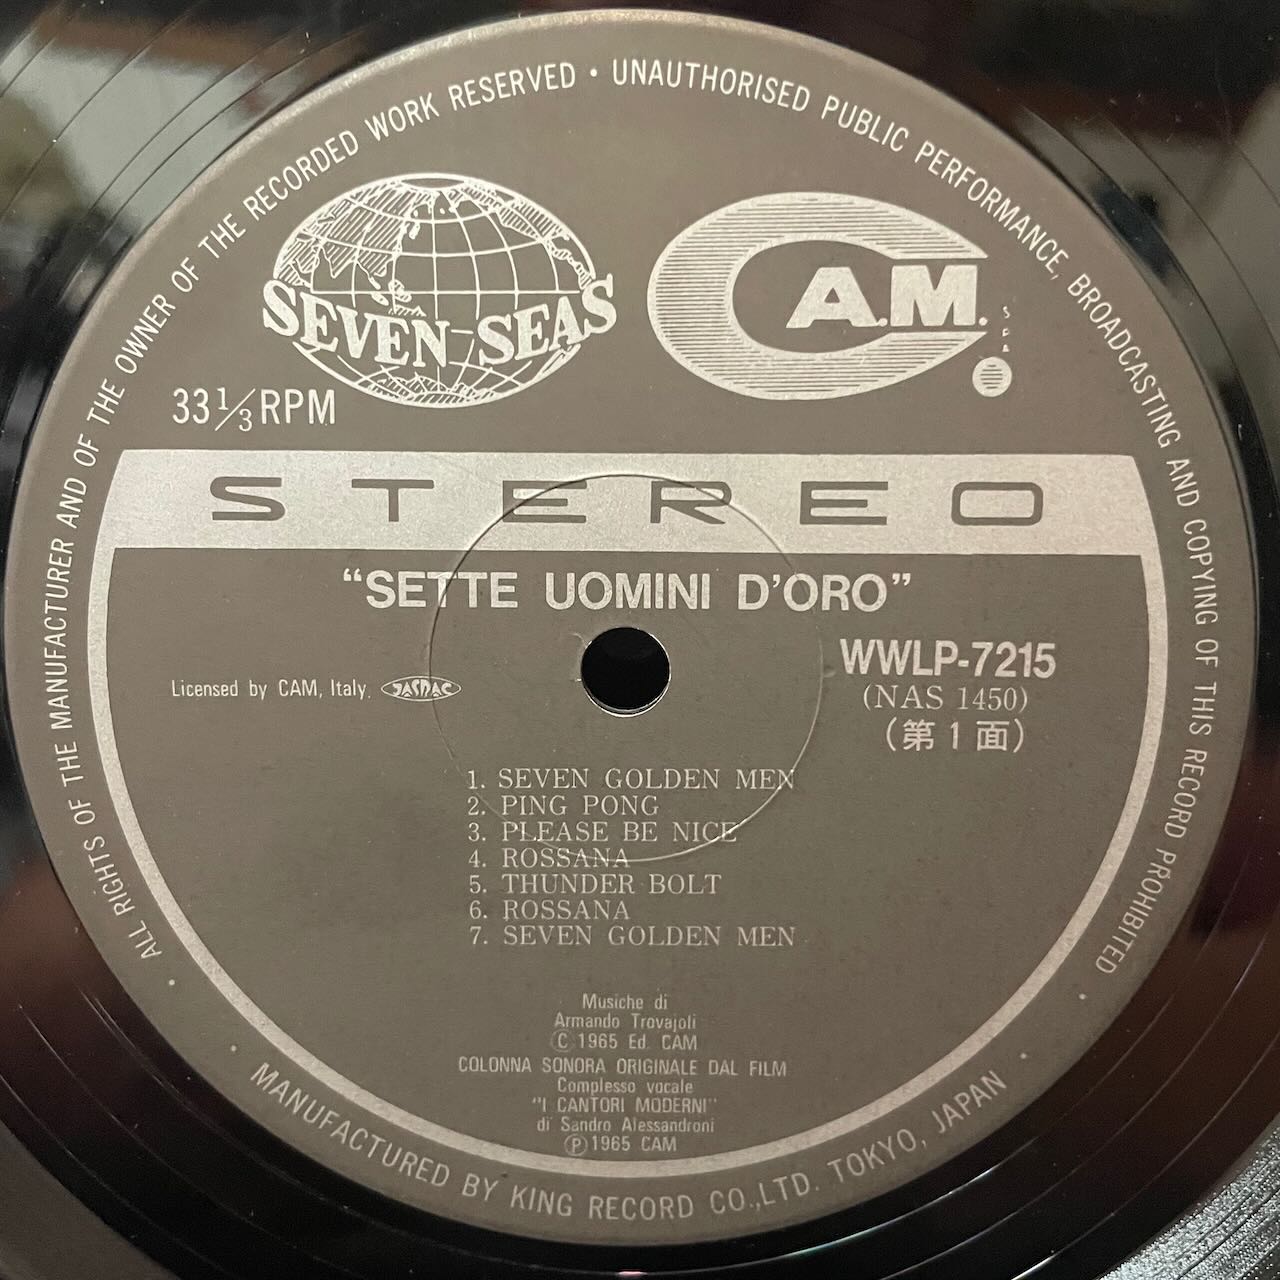 ALL RIGHTS OF THE MANUFACTURER AND OF THE OWNER OF THE RECORDED WORK RESERVED • UNAUTHORISED PUBLIC PERFORMANCE, BROADCASTING AND COPYING OF THIS RECORD PROHIBITED
SEVEN SEAS
C.A.M.
S.P.A.
33 1/3 RPM
STEREO
“SETTE UOMINI D’ORO”
WWLP-7215
Licensed by CAM, Italy. JASRAC
(NAS 1450)
(第1面)
1. SEVEN GOLDEN MEN
2. PING PONG
3. PLEASE BE NICE
4. ROSSANA
5. THUNDER BOLT
6. ROSSANA
7. SEVEN GOLDEN MEN
Musiche di
Armando Trovajoli
Ⓒ 1965 Ed. CAM
COLONNA SONORA ORIGINALE DAL FILM
Complesso vocale
"I CANTORI MODERNI"
di Sandro Alessandroni
Ⓟ 1965 CAM
• MANUFACTURED BY KING RECORD CO., LTD. TOKYO, JAPAN •